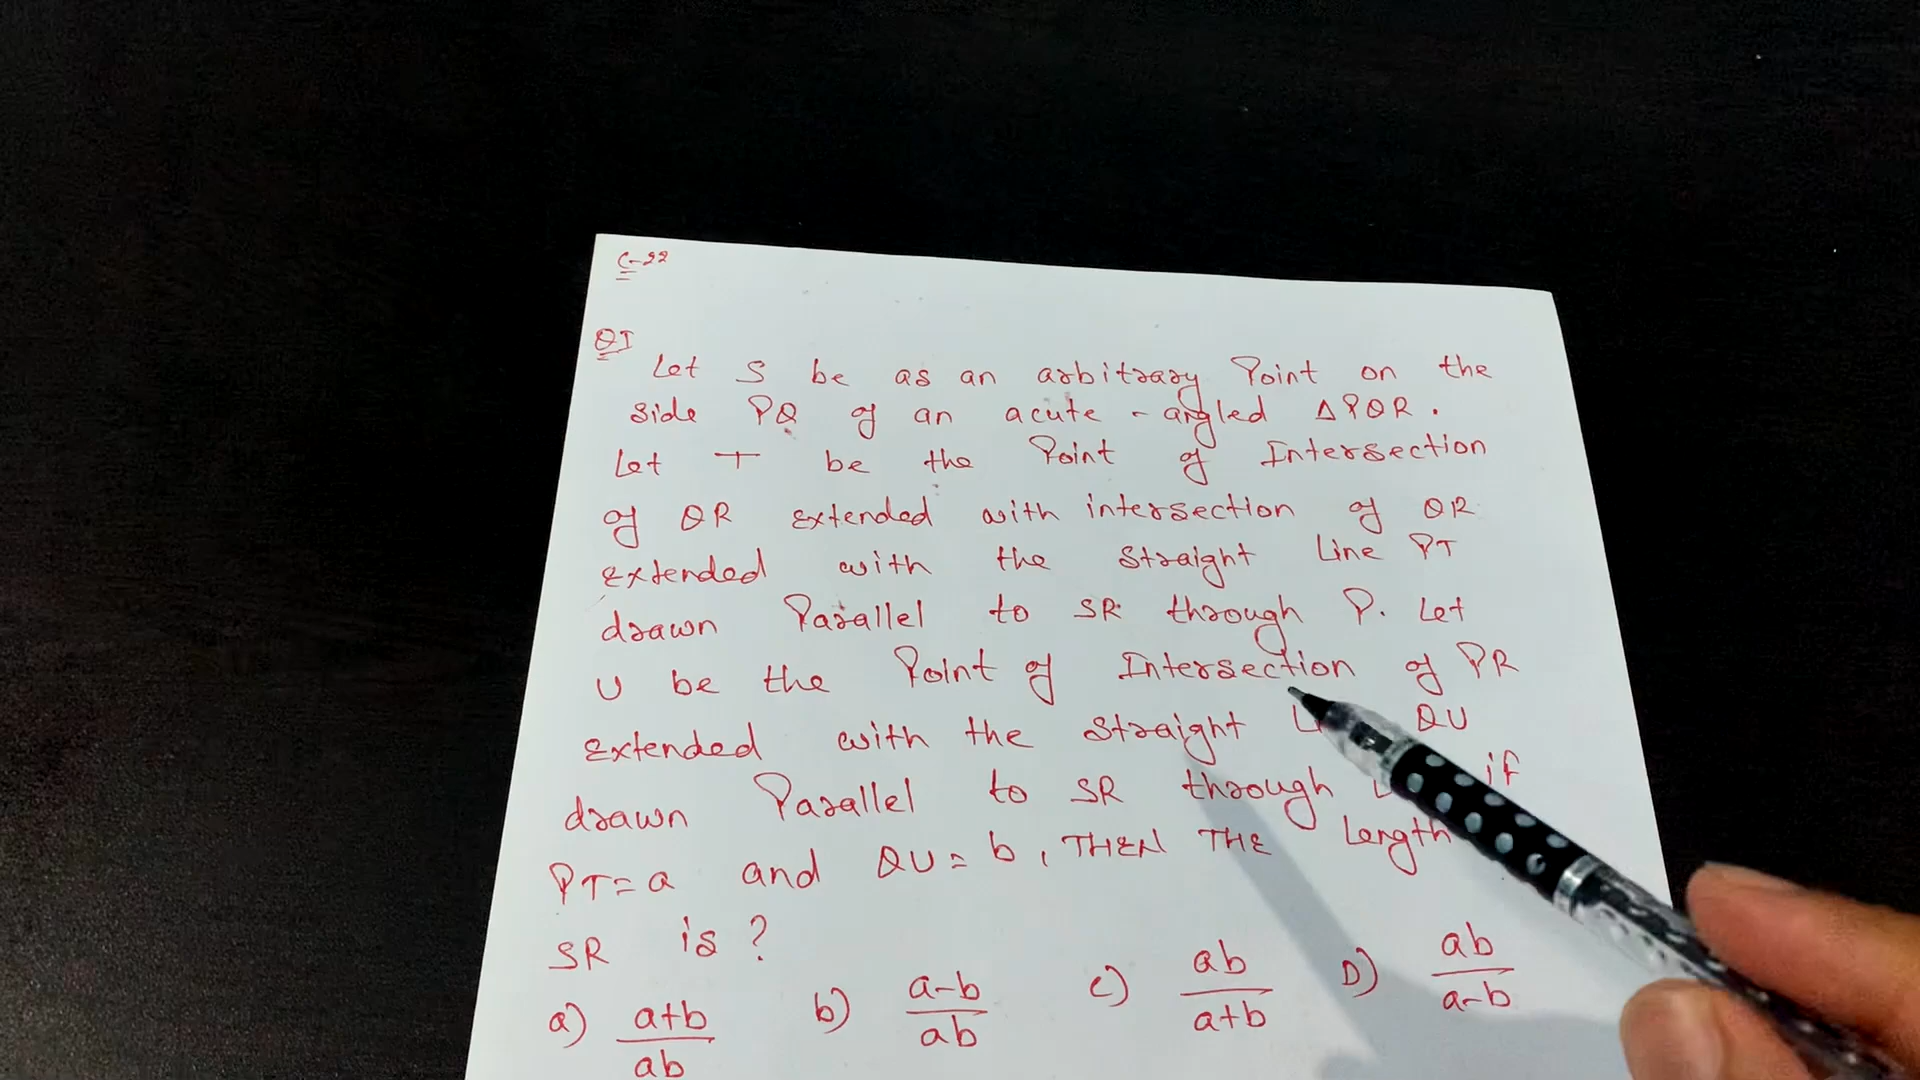 C-22
Q1
Let S be as an arbitrary Point on the
side PQ of an acute - angled ΔPQR.
Let T be the Point of Intersection
of QR extended with intersection of QR
extended with the straight Line PT
drawn Parallel to SR through P. Let
U be the Point of Intersection of PR
extended with the straight QU
drawn Parallel to SR through if
PT=a and QU=b, THEN THE Length
SR is?
a) a+b/ab b) a-b/ab c) ab/a+b D) ab/a-b